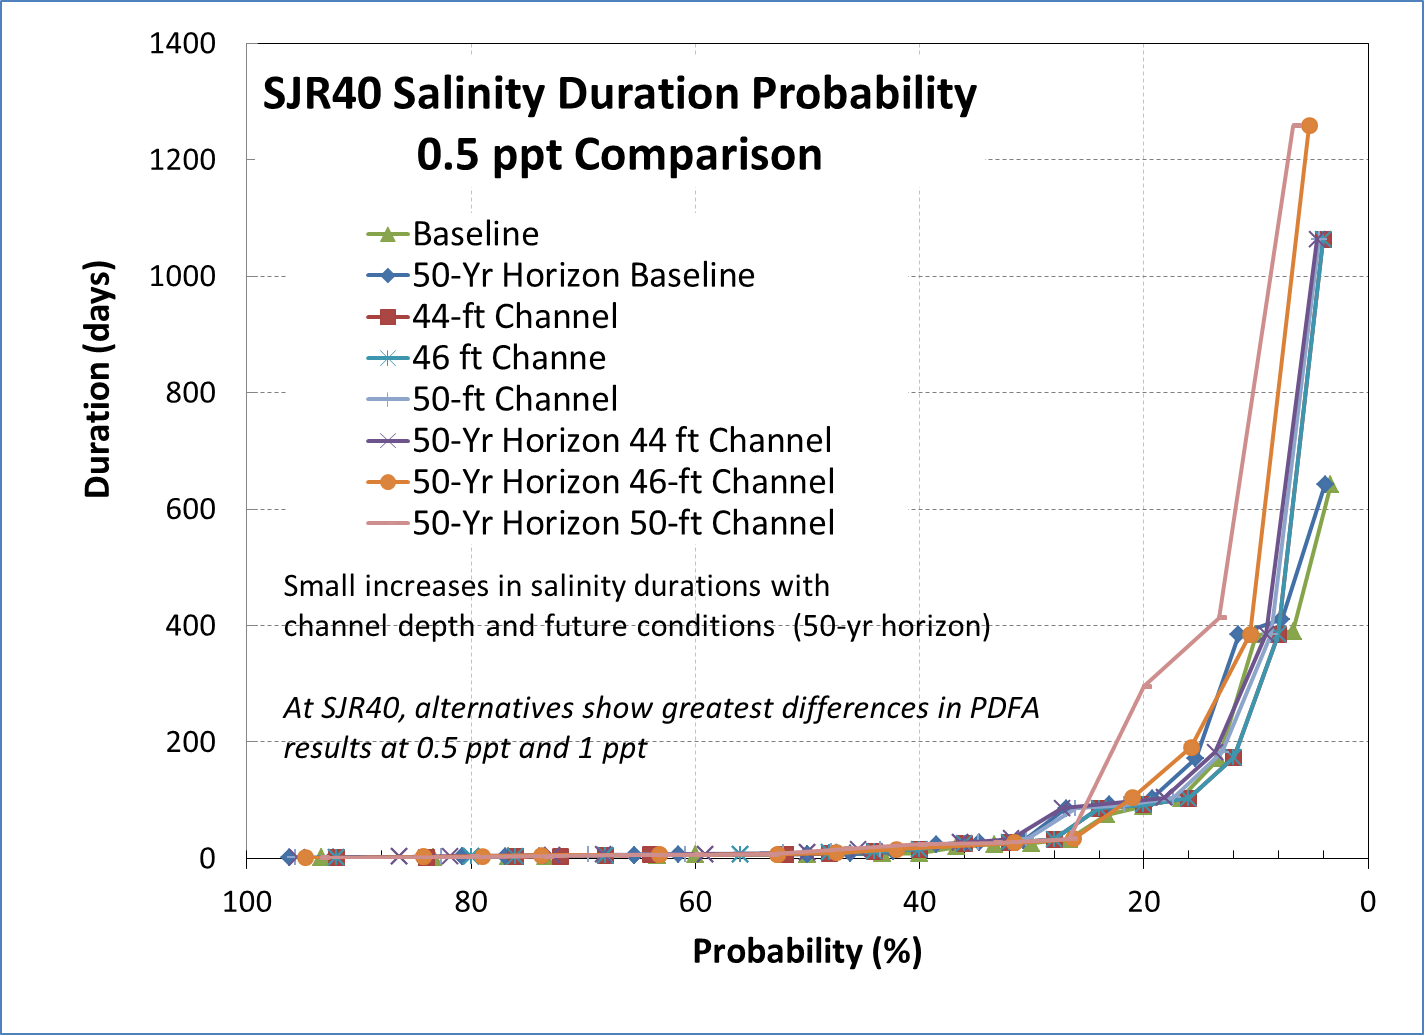 SJR40 Salinity Duration Probability
0.5 ppt Comparison
Baseline
50-Yr Horizon Baseline
44-ft Channel
46 ft Channe
50-ft Channel
50-Yr Horizon 44 ft Channel
50-Yr Horizon 46-ft Channel
50-Yr Horizon 50-ft Channel
Small increases in salinity durations with
channel depth and future conditions (50-yr horizon)
At SJR40, alternatives show greatest differences in PDFA
results at 0.5 ppt and 1 ppt
Duration (days)
1400
1200
1000
800
600
400
200
0
100 80 60 40 20 0
Probability (%)